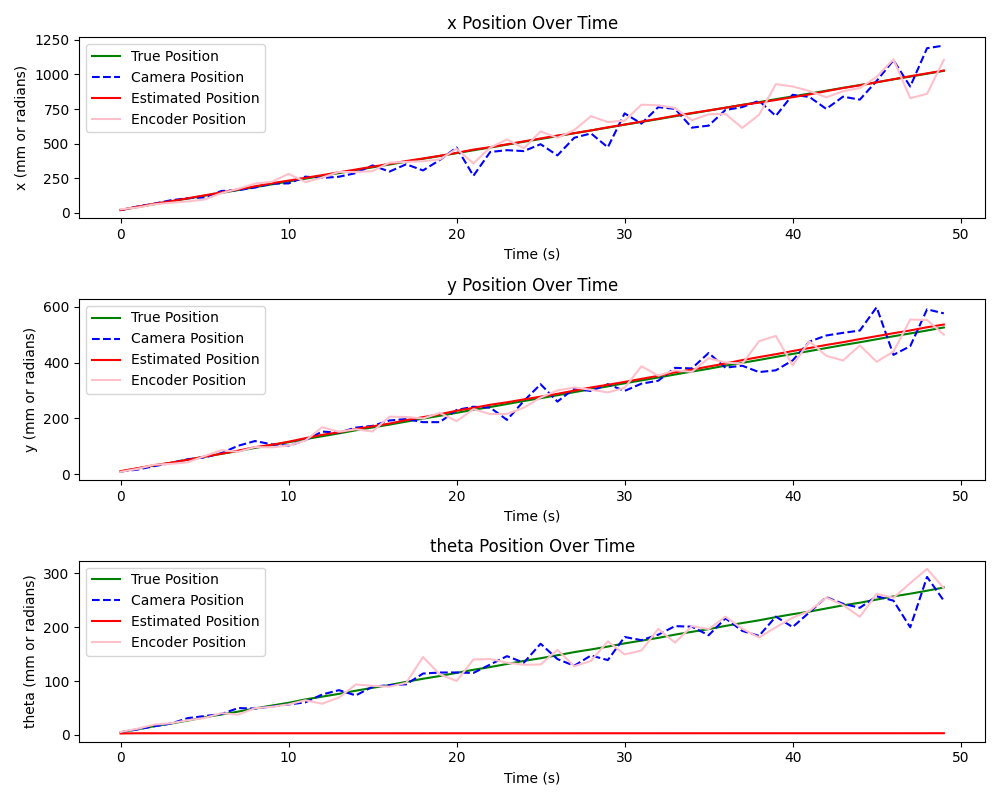 x Position Over Time
x (mm or radians)
1250
1000
750
500
250
0
True Position
Camera Position
Estimated Position
Encoder Position
0 10 20 30 40 50
Time (s)
y Position Over Time
y (mm or radians)
600
400
200
0
True Position
Camera Position
Estimated Position
Encoder Position
0 10 20 30 40 50
Time (s)
theta Position Over Time
theta (mm or radians)
300
200
100
0
True Position
Camera Position
Estimated Position
Encoder Position
0 10 20 30 40 50
Time (s)